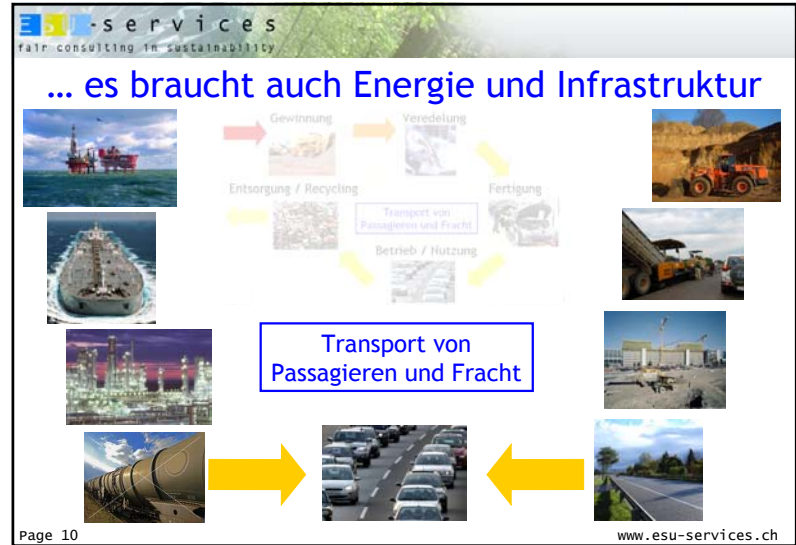 ESU-services
fair consulting in sustainability
… es braucht auch Energie und Infrastruktur
Gewinnung
Veredelung
Entsorgung / Recycling
Fertigung
Transport von
Passagieren und Fracht
Betrieb / Nutzung
Transport von
Passagieren und Fracht
Page 10
www.esu-services.ch